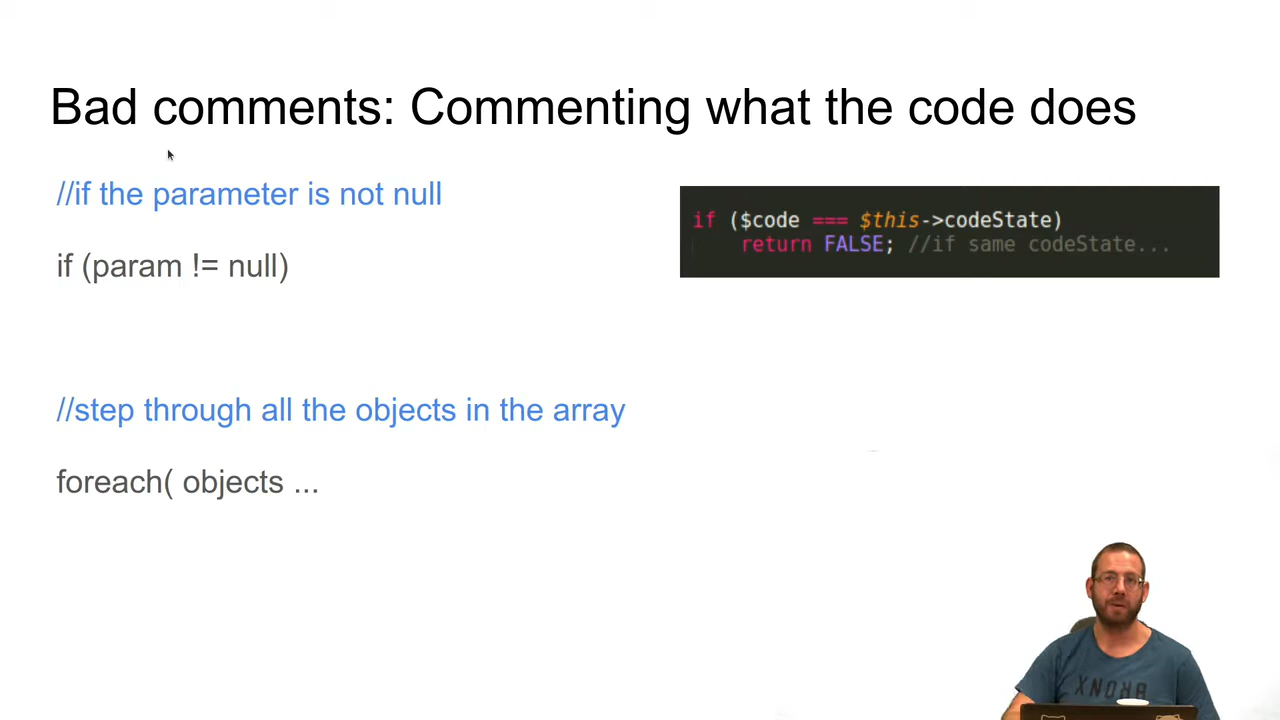 Bad comments: Commenting what the code does
//if the parameter is not null
if (param != null)
//step through all the objects in the array
foreach( objects ...
if ($code === $this->codeState)
return FALSE; //if same codeState...
BRONX